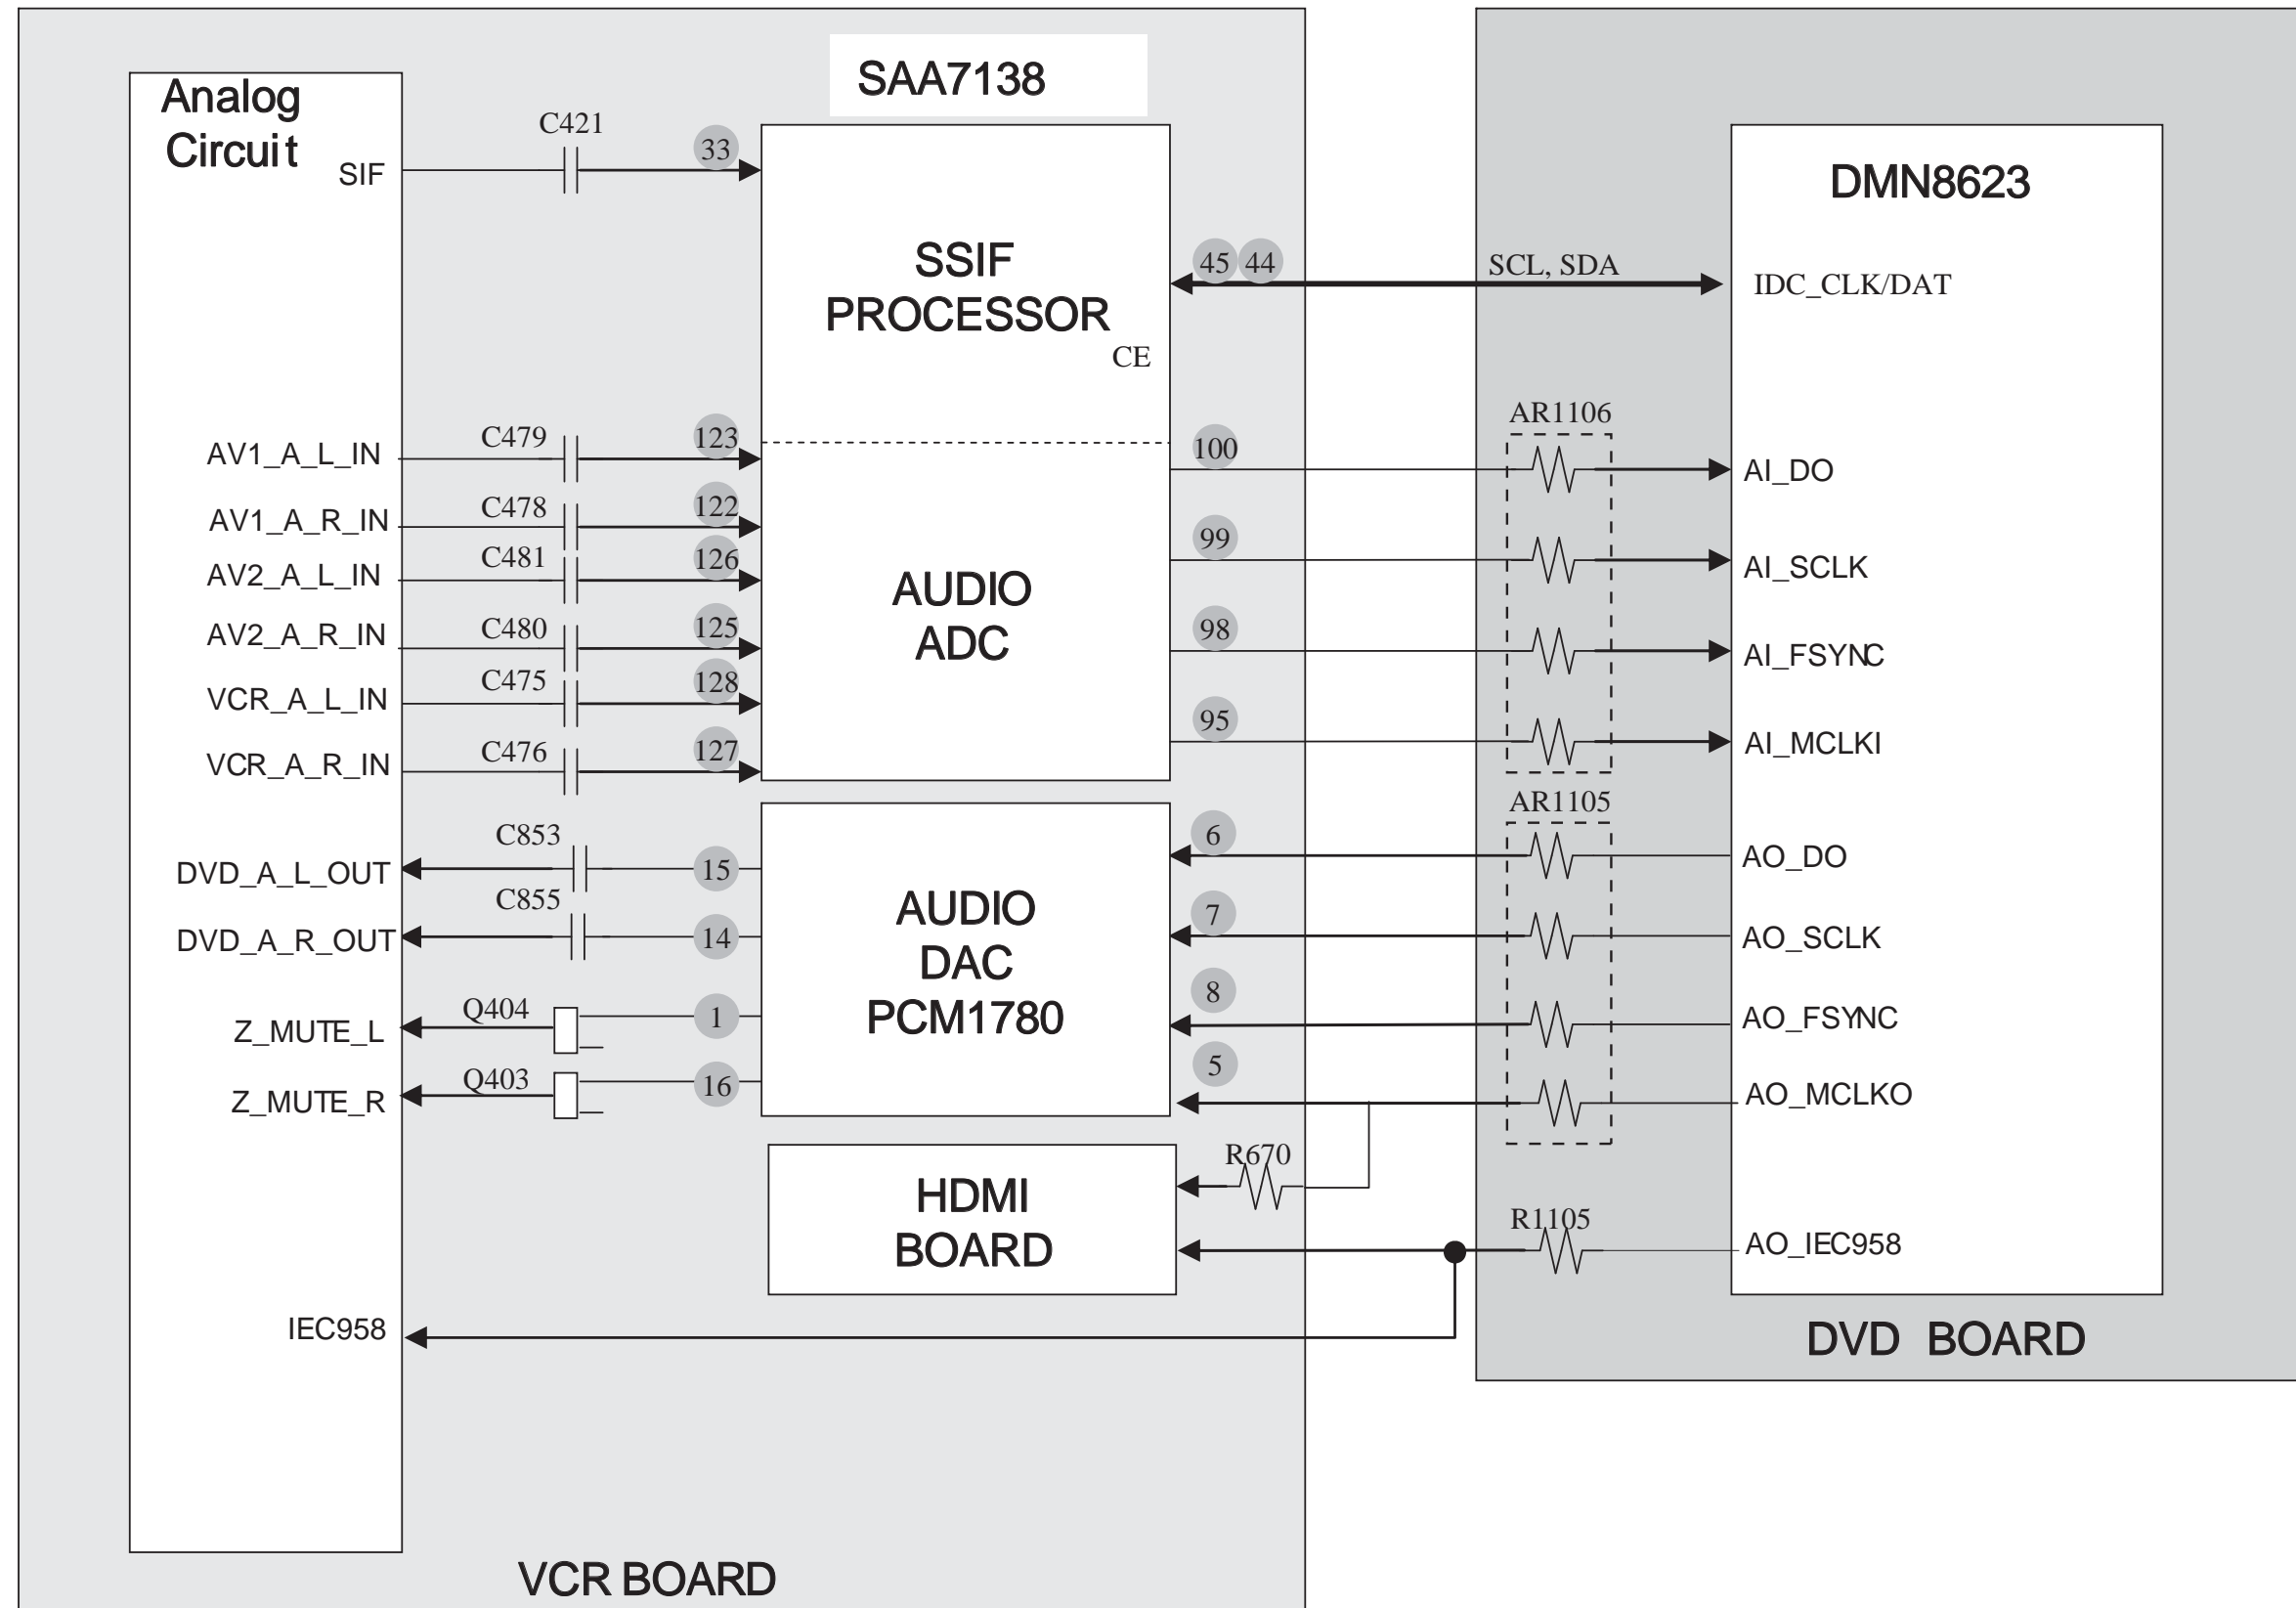 SAA7138
Analog
Circuit
SIF
C421
33
SSIF
PROCESSOR
CE
45 44
SCL, SDA
DMN8623
IDC_CLK/DAT
AV1_A_L_IN
C479
123
AV1_A_R_IN
C478
122
AV2_A_L_IN
C481
126
AV2_A_R_IN
C480
125
VCR_A_L_IN
C475
128
VCR_A_R_IN
C476
127
AUDIO
ADC
AR1106
100
AI_DO
99
AI_SCLK
98
AI_FSYNC
95
AI_MCLKI
DVD_A_L_OUT
C853
15
DVD_A_R_OUT
C855
14
Z_MUTE_L
Q404
1
Z_MUTE_R
Q403
16
AUDIO
DAC
PCM1780
AR1105
6
AO_DO
7
AO_SCLK
8
AO_FSYNC
5
AO_MCLKO
HDMI
BOARD
R670
R1105
AO_IEC958
IEC958
DVD BOARD
VCR BOARD